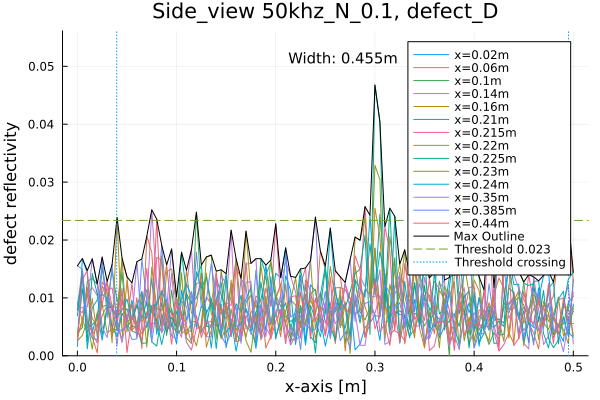 Side_view 50khz_N_0.1, defect_D
Width: 0.455m
x=0.02m
x=0.06m
x=0.1m
x=0.14m
x=0.16m
x=0.21m
x=0.215m
x=0.22m
x=0.225m
x=0.23m
x=0.24m
x=0.35m
x=0.385m
x=0.44m
Max Outline
Threshold 0.023
Threshold crossing
defect reflectivity
0.05
0.04
0.03
0.02
0.01
0.00
0.0 0.1 0.2 0.3 0.4 0.5
x-axis [m]